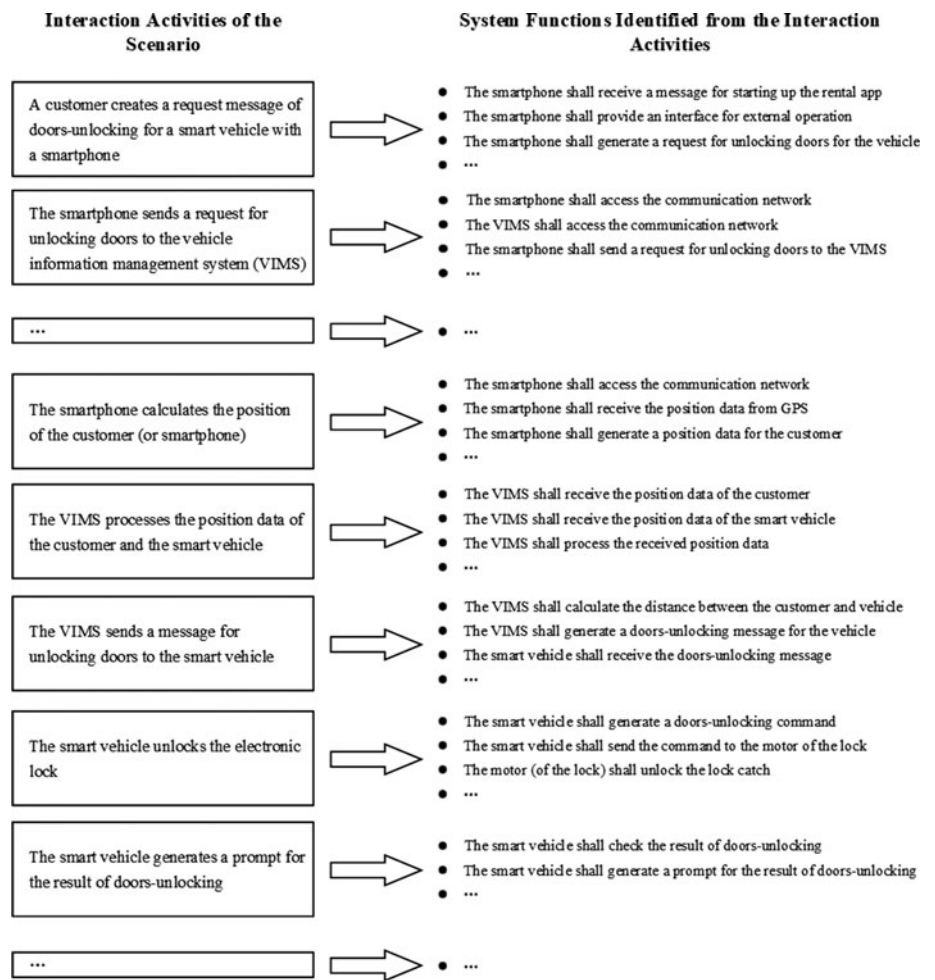 Interaction Activities of the
Scenario
System Functions Identified from the Interaction
Activities
A customer creates a request message of
doors-unlocking for a smart vehicle with
a smartphone
● The smartphone shall receive a message for starting up the rental app
● The smartphone shall provide an interface for external operation
● The smartphone shall generate a request for unlocking doors for the vehicle
● ...
The smartphone sends a request for
unlocking doors to the vehicle
information management system (VIMS)
● The smartphone shall access the communication network
● The VIMS shall access the communication network
● The smartphone shall send a request for unlocking doors to the VIMS
● ...
...
● ...
The smartphone calculates the position
of the customer (or smartphone)
● The smartphone shall access the communication network
● The smartphone shall receive the position data from GPS
● The smartphone shall generate a position data for the customer
● ...
The VIMS processes the position data of
the customer and the smart vehicle
● The VIMS shall receive the position data of the customer
● The VIMS shall receive the position data of the smart vehicle
● The VIMS shall process the received position data
● ...
The VIMS sends a message for
unlocking doors to the smart vehicle
● The VIMS shall calculate the distance between the customer and vehicle
● The VIMS shall generate a doors-unlocking message for the vehicle
● The smart vehicle shall receive the doors-unlocking message
● ...
The smart vehicle unlocks the electronic
lock
● The smart vehicle shall generate a doors-unlocking command
● The smart vehicle shall send the command to the motor of the lock
● The motor (of the lock) shall unlock the lock catch
● ...
The smart vehicle generates a prompt for
the result of doors-unlocking
● The smart vehicle shall check the result of doors-unlocking
● The smart vehicle shall generate a prompt for the result of doors-unlocking
● ...
...
● ...